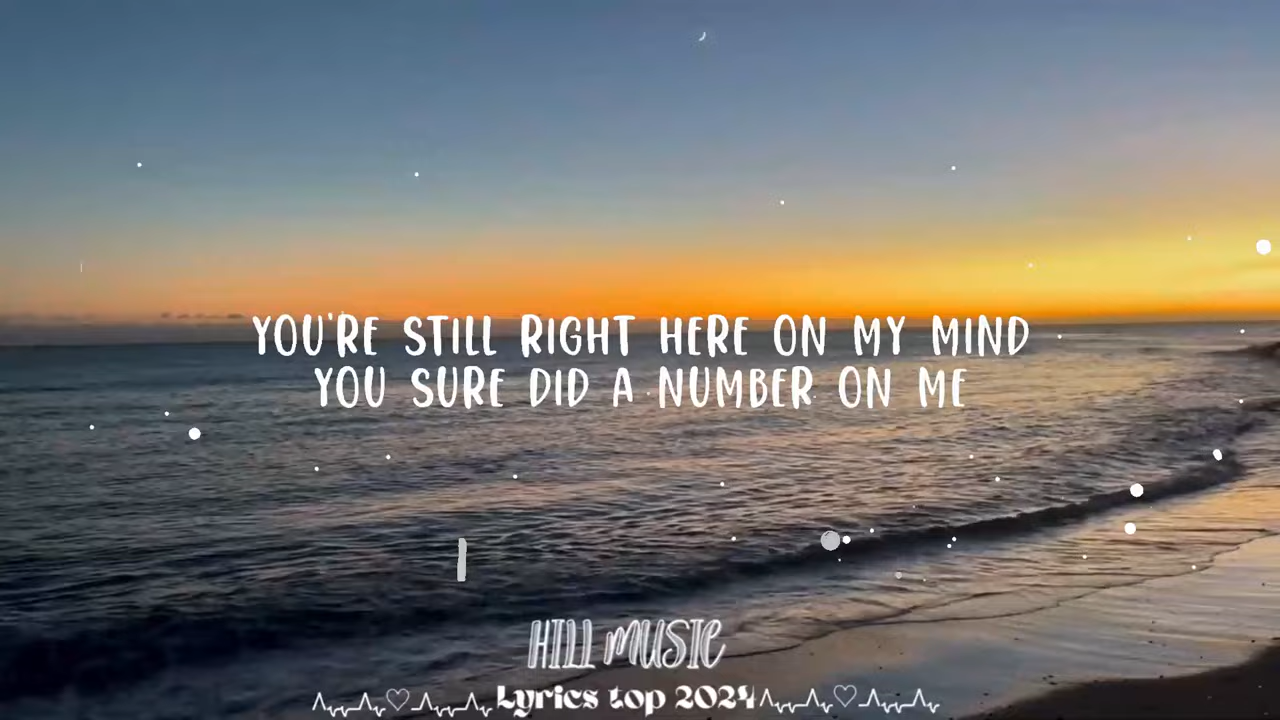 YOU'RE STILL RIGHT HERE ON MY MIND
YOU SURE DID A NUMBER ON ME
HILL MUSIC
Lyrics top 2024